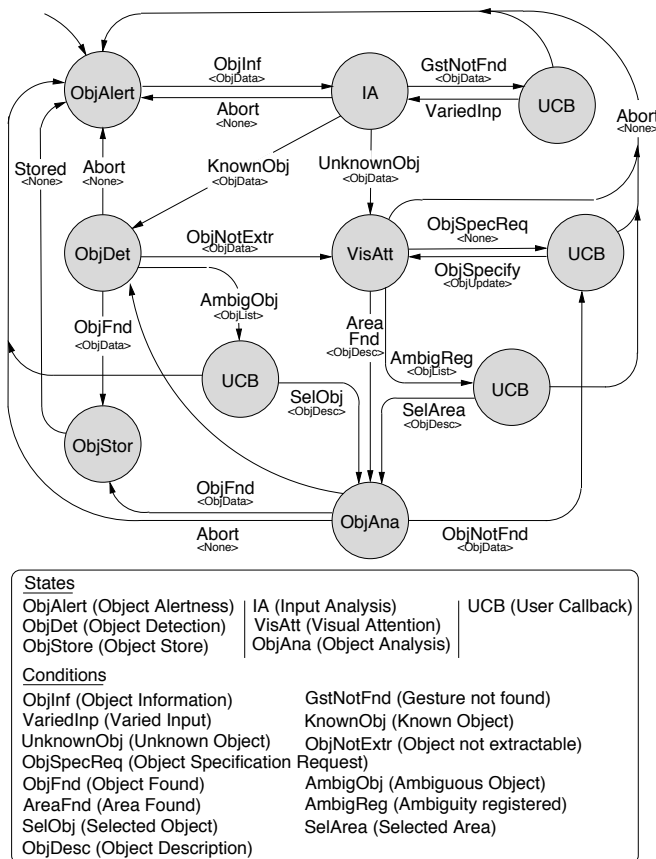 ObjInf
<ObjData>
GstNotFnd
<ObjData>
ObjAlert
IA
UCB
Abort
<None>
VariedInp
Abort
<None>
Stored
<None>
Abort
<None>
KnownObj
<ObjData>
UnknownObj
<ObjData>
ObjDet
ObjNotExtr
<ObjData>
VisAtt
ObjSpecReq
<None>
UCB
ObjSpecify
<ObjUpdate>
AmbigObj
<ObjList>
ObjFnd
<ObjData>
Area
Fnd
<ObjDesc>
AmbigReg
<ObjList>
UCB
UCB
SelObj
<ObjDesc>
SelArea
<ObjDesc>
ObjStor
ObjFnd
<ObjData>
ObjAna
Abort
<None>
ObjNotFnd
<ObjData>
States
ObjAlert (Object Alertness)
ObjDet (Object Detection)
ObjStore (Object Store)
IA (Input Analysis)
VisAtt (Visual Attention)
ObjAna (Object Analysis)
UCB (User Callback)
Conditions
ObjInf (Object Information)
VariedInp (Varied Input)
UnknownObj (Unknown Object)
ObjSpecReq (Object Specification Request)
ObjFnd (Object Found)
AreaFnd (Area Found)
SelObj (Selected Object)
ObjDesc (Object Description)
GstNotFnd (Gesture not found)
KnownObj (Known Object)
ObjNotExtr (Object not extractable)
AmbigObj (Ambiguous Object)
AmbigReg (Ambiguity registered)
SelArea (Selected Area)